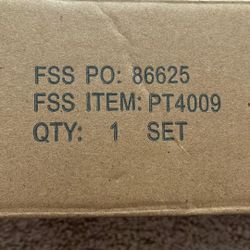 FSS PO: 86625
FSS ITEM: PT4009
QTY: 1 SET